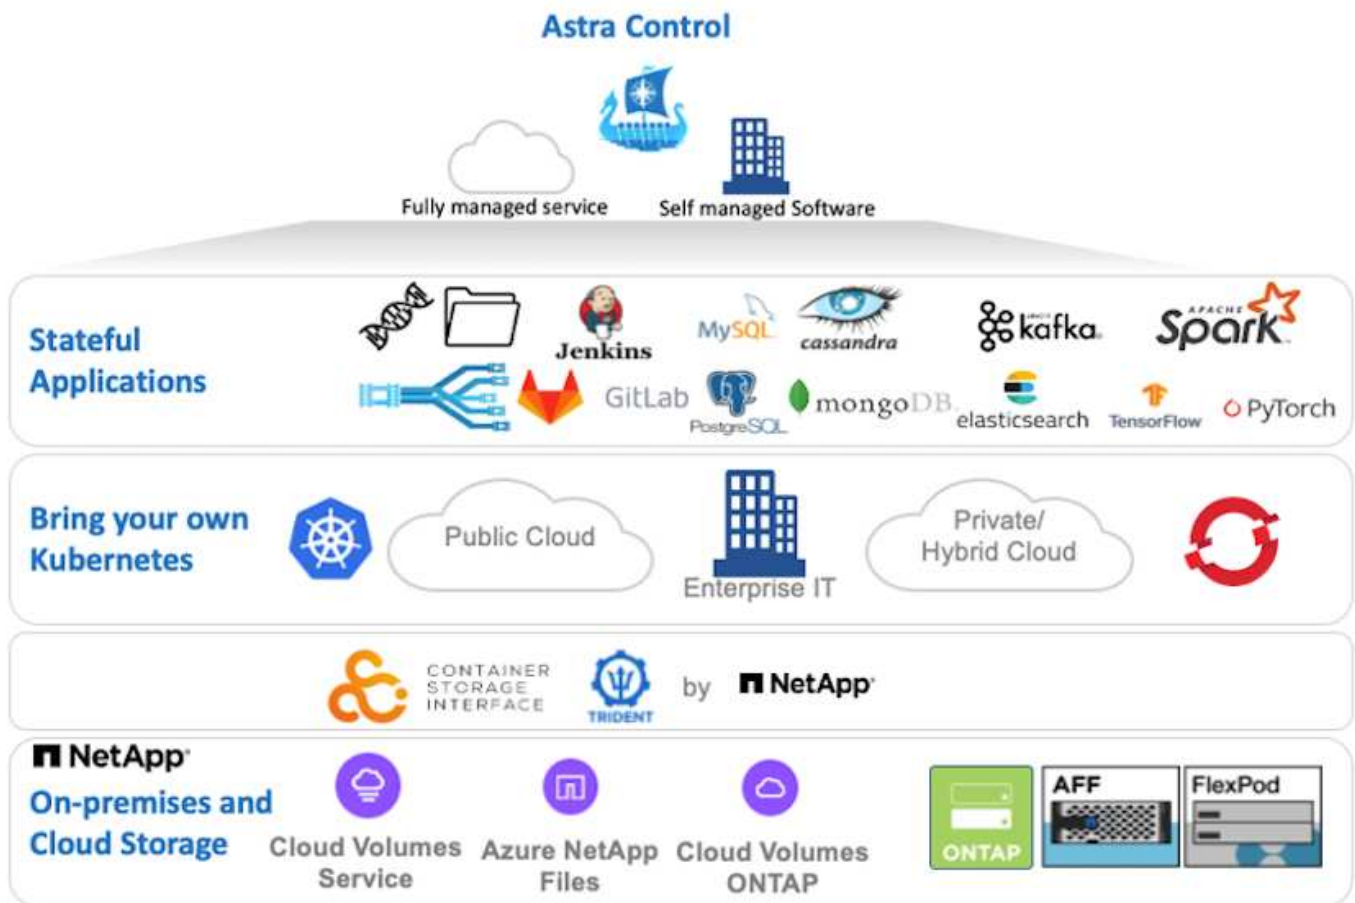 Astra Control
Fully managed service
Self managed Software
Stateful
Applications
Jenkins
MySQL
cassandra
kafka
APACHE
Spark
GitLab
PostgreSQL
mongoDB
elasticsearch
TensorFlow
PyTorch
Bring your own
Kubernetes
Public Cloud
Enterprise IT
Private/
Hybrid Cloud
CONTAINER
STORAGE
INTERFACE
TRIDENT
by
NetApp
NetApp
On-premises and
Cloud Storage
Cloud Volumes
Service
Azure NetApp
Files
Cloud Volumes
ONTAP
ONTAP
AFF
FlexPod